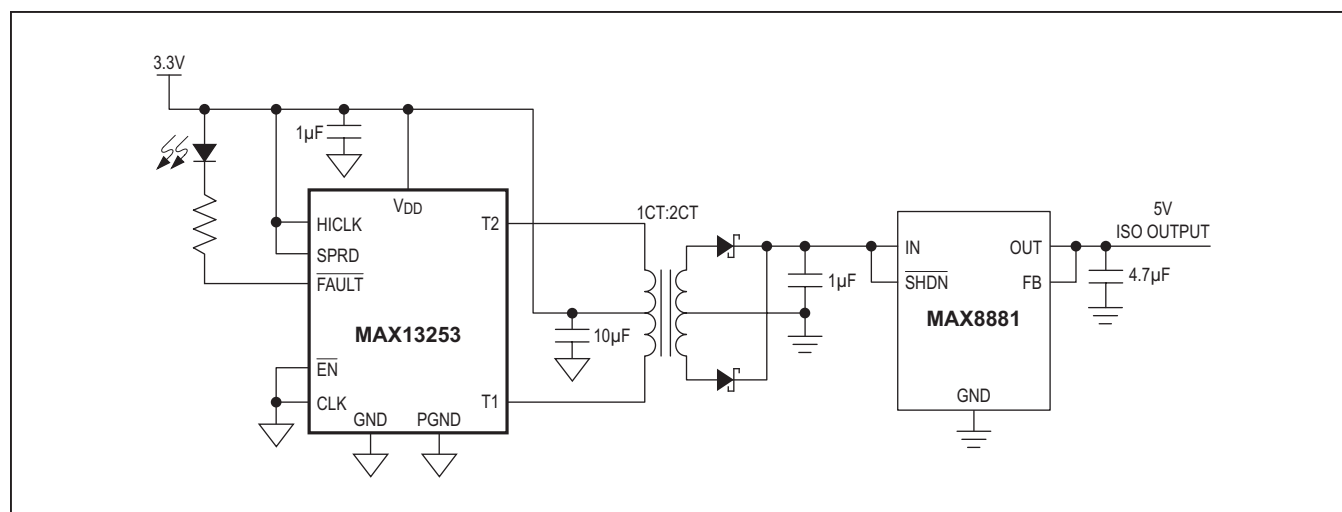 3.3V
1µF
VDD
HICLK
SPRD
FAULT
MAX13253
EN
CLK
GND
PGND
T2
T1
1CT:2CT
10µF
1µF
IN
SHDN
MAX8881
GND
OUT
FB
5V
ISO OUTPUT
4.7µF